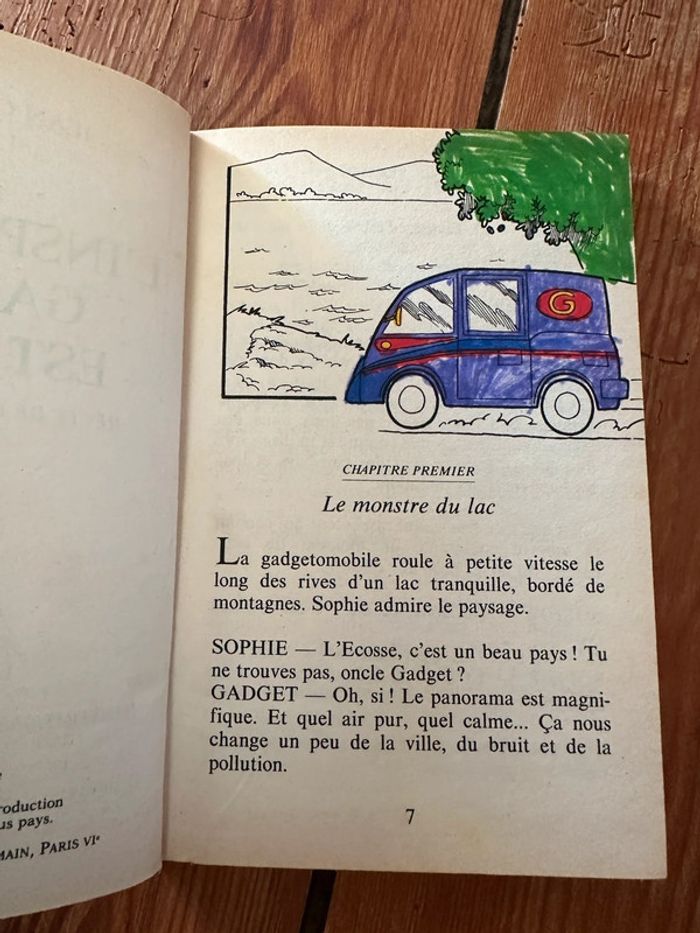 roduction
us pays.
MAIN, PARIS VIᵉ
G
CHAPITRE PREMIER
Le monstre du lac
La gadgetomobile roule à petite vitesse le
long des rives d'un lac tranquille, bordé de
montagnes. Sophie admire le paysage.
SOPHIE — L'Ecosse, c'est un beau pays ! Tu
ne trouves pas, oncle Gadget ?
GADGET — Oh, si ! Le panorama est magni-
fique. Et quel air pur, quel calme... Ça nous
change un peu de la ville, du bruit et de la
pollution.
7